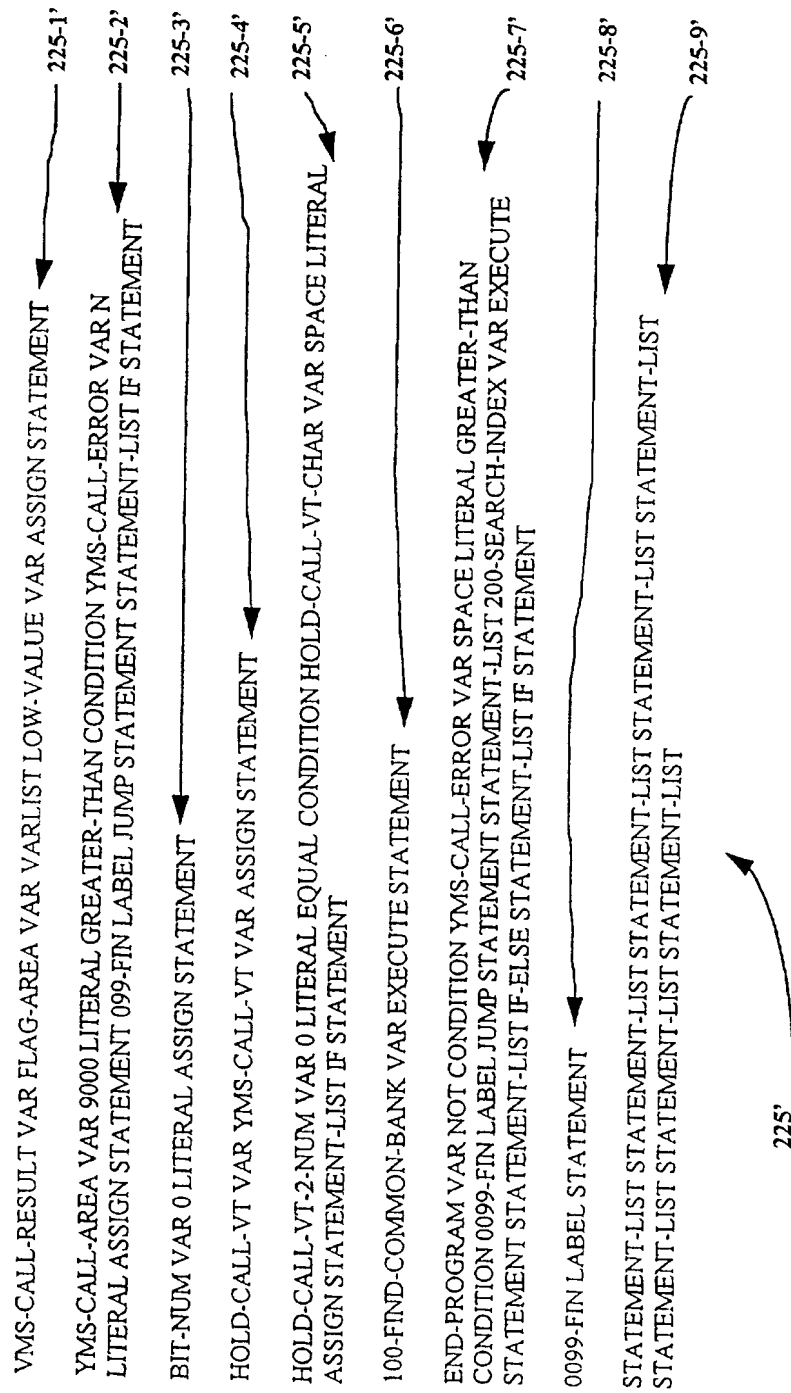 VMS-CALL-RESULT VAR FLAG-AREA VAR VARLIST LOW-VALUE VAR ASSIGN STATEMENT
225-1'
YMS-CALL-AREA VAR 9000 LITERAL GREATER-THAN CONDITION YMS-CALL-ERROR VAR N
LITERAL ASSIGN STATEMENT 099-FIN LABEL JUMP STATEMENT STATEMENT-LIST IF STATEMENT
225-2'
BIT-NUM VAR 0 LITERAL ASSIGN STATEMENT
225-3'
HOLD-CALL-VT VAR YMS-CALL-VT VAR ASSIGN STATEMENT
225-4'
HOLD-CALL-VT-2-NUM VAR 0 LITERAL EQUAL CONDITION HOLD-CALL-VT-CHAR VAR SPACE LITERAL
ASSIGN STATEMENT-LIST IF STATEMENT
225-5'
100-FIND-COMMON-BANK VAR EXECUTE STATEMENT
225-6'
END-PROGRAM VAR NOT CONDITION YMS-CALL-ERROR VAR SPACE LITERAL GREATER-THAN
CONDITION 0099-FIN LABEL JUMP STATEMENT STATEMENT-LIST 200-SEARCH-INDEX VAR EXECUTE
STATEMENT STATEMENT-LIST IF-ELSE STATEMENT-LIST IF STATEMENT
225-7'
0099-FIN LABEL STATEMENT
225-8'
STATEMENT-LIST STATEMENT-LIST STATEMENT-LIST STATEMENT-LIST STATEMENT-LIST
STATEMENT-LIST STATEMENT-LIST STATEMENT-LIST
225-9'
225'